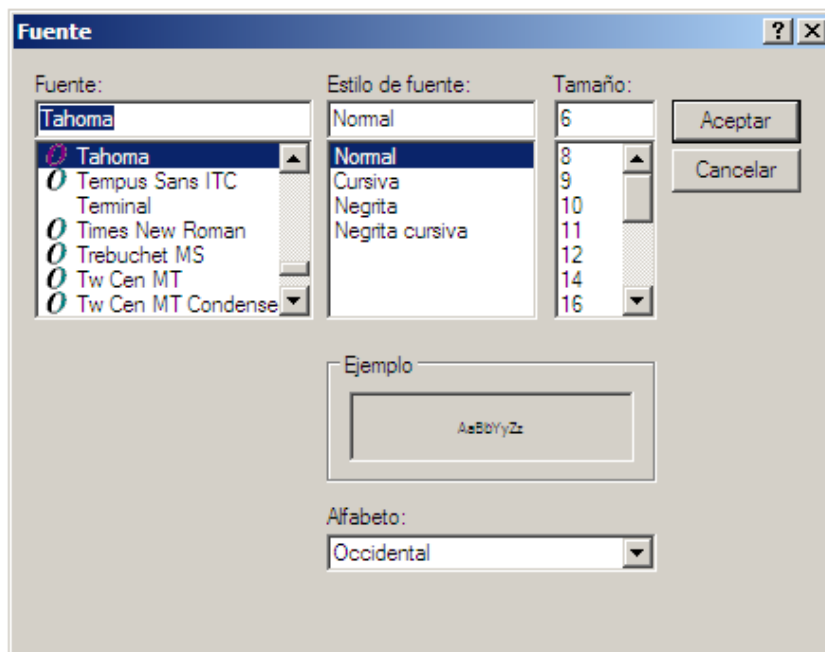 Fuente
Fuente:
Tahoma
Tahoma
Tempus Sans ITC
Terminal
Times New Roman
Trebuchet MS
Tw Cen MT
Tw Cen MT Condense
Estilo de fuente:
Normal
Normal
Cursiva
Negrita
Negrita cursiva
Tamaño:
6
8
9
10
11
12
14
16
Aceptar
Cancelar
Ejemplo
AaBbYyZz
Alfabeto:
Occidental